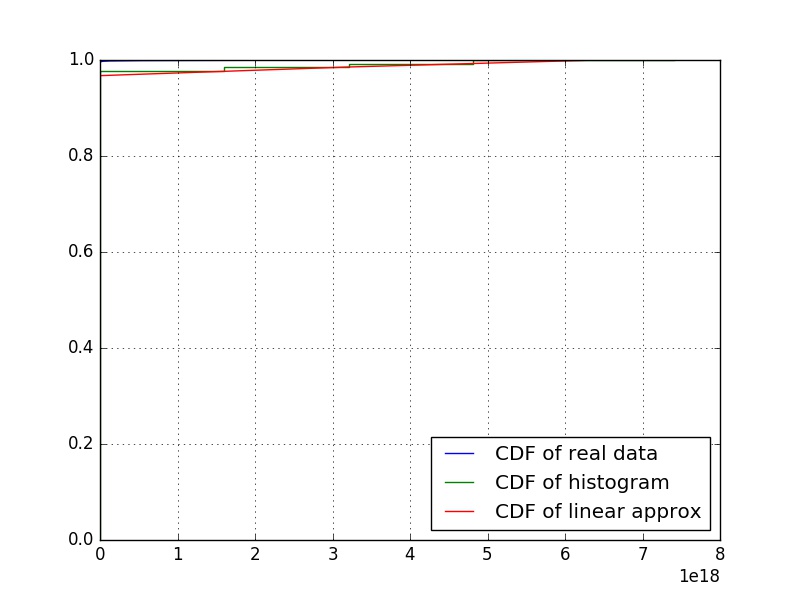 1.0
0.8
0.6
0.4
0.2
0.0
CDF of real data
CDF of histogram
CDF of linear approx
0 1 2 3 4 5 6 7 8
1e18